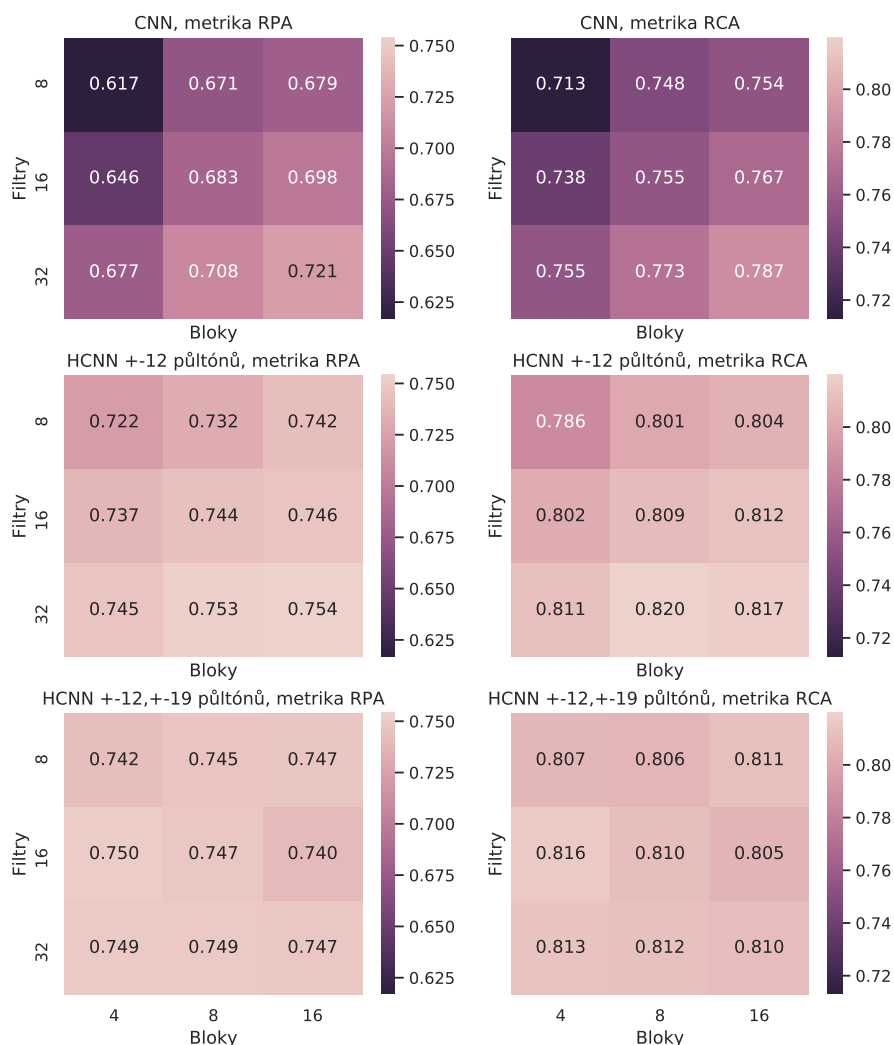 CNN, metrika RPA
8 0.617 0.671 0.679
16 0.646 0.683 0.698
32 0.677 0.708 0.721
Filtry
Bloky
0.750
0.725
0.700
0.675
0.650
0.625
CNN, metrika RCA
0.713 0.748 0.754
0.738 0.755 0.767
0.755 0.773 0.787
Filtry
Bloky
0.80
0.78
0.76
0.74
0.72
HCNN +-12 půltónů, metrika RPA
8 0.722 0.732 0.742
16 0.737 0.744 0.746
32 0.745 0.753 0.754
Filtry
Bloky
0.750
0.725
0.700
0.675
0.650
0.625
HCNN +-12 půltónů, metrika RCA
0.786 0.801 0.804
0.802 0.809 0.812
0.811 0.820 0.817
Filtry
Bloky
0.80
0.78
0.76
0.74
0.72
HCNN +-12,+-19 půltónů, metrika RPA
8 0.742 0.745 0.747
16 0.750 0.747 0.740
32 0.749 0.749 0.747
Filtry
4 8 16
Bloky
0.750
0.725
0.700
0.675
0.650
0.625
HCNN +-12,+-19 půltónů, metrika RCA
0.807 0.806 0.811
0.816 0.810 0.805
0.813 0.812 0.810
Filtry
4 8 16
Bloky
0.80
0.78
0.76
0.74
0.72